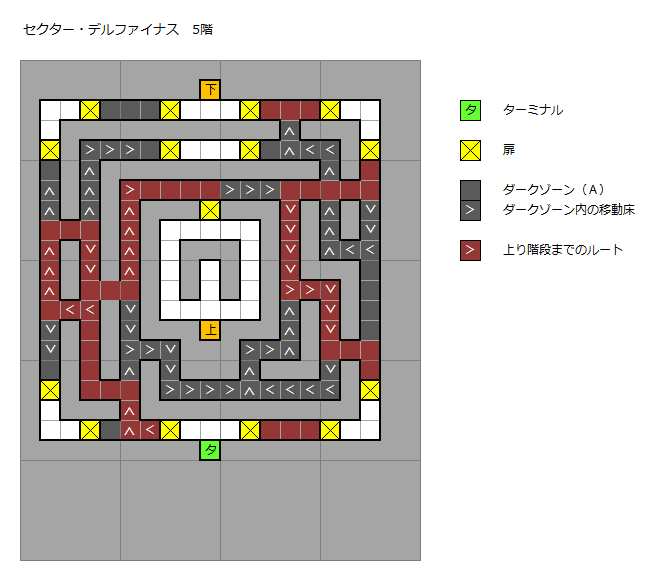 セクター・デルファイナス　5階
下
タ ターミナル
扉
ダークゾーン（A）
> ダークゾーン内の移動床
> 上り階段までのルート
上
タ